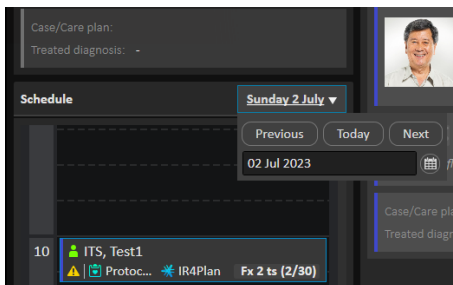 Case/Care plan:
Treated diagnosis: -
Schedule
Sunday 2 July ▼
Previous
Today
Next
02 Jul 2023
10
ITS, Test1
Protoc... IR4Plan Fx 2 ts (2/30)
Case/Care pla
Treated diagn